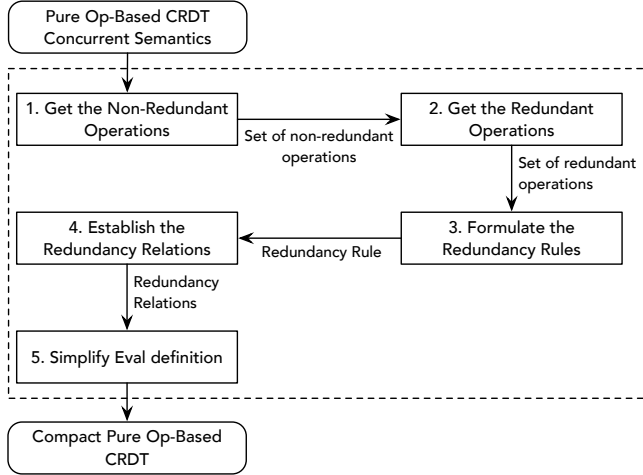 Pure Op-Based CRDT
Concurrent Semantics
1. Get the Non-Redundant
Operations
Set of non-redundant
operations
2. Get the Redundant
Operations
Set of redundant
operations
3. Formulate the
Redundancy Rules
Redundancy Rule
4. Establish the
Redundancy Relations
Redundancy
Relations
5. Simplify Eval definition
Compact Pure Op-Based
CRDT